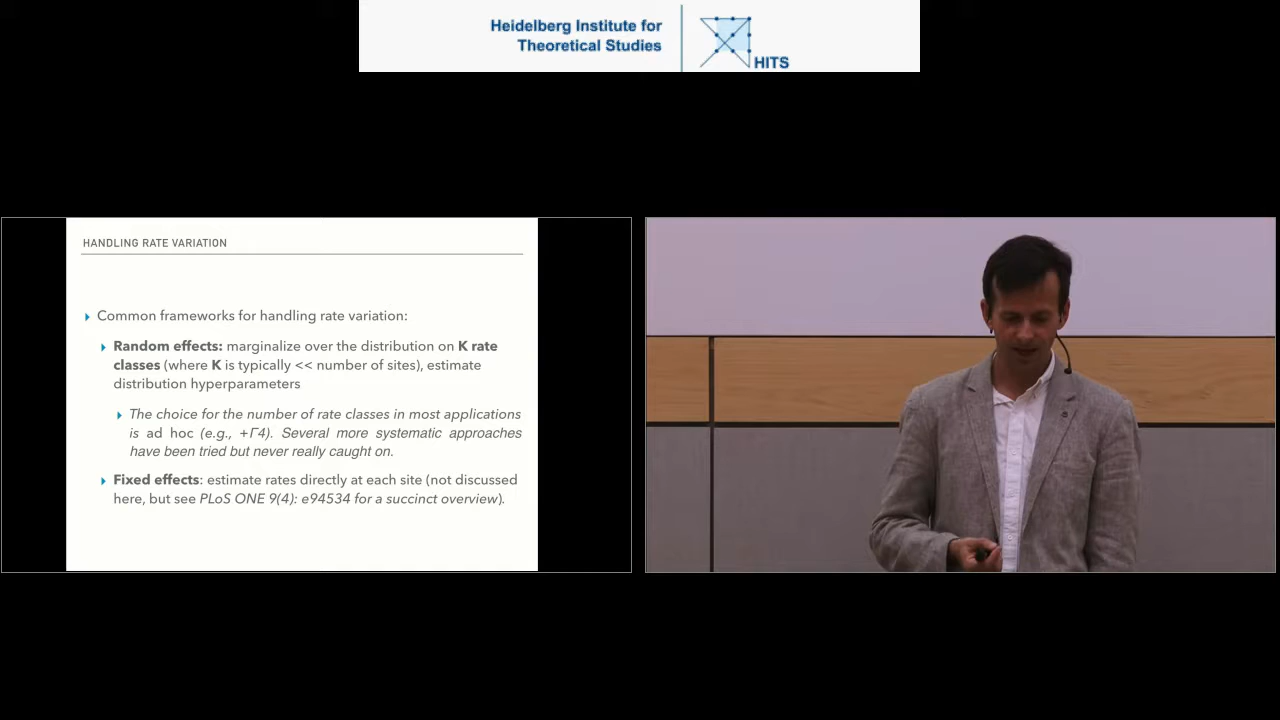 Heidelberg Institute for
Theoretical Studies
HITS
HANDLING RATE VARIATION
Common frameworks for handling rate variation:
Random effects: marginalize over the distribution on K rate
classes (where K is typically << number of sites), estimate
distribution hyperparameters
The choice for the number of rate classes in most applications
is ad hoc (e.g., +Γ4). Several more systematic approaches
have been tried but never really caught on.
Fixed effects: estimate rates directly at each site (not discussed
here, but see PLoS ONE 9(4): e94534 for a succinct overview).